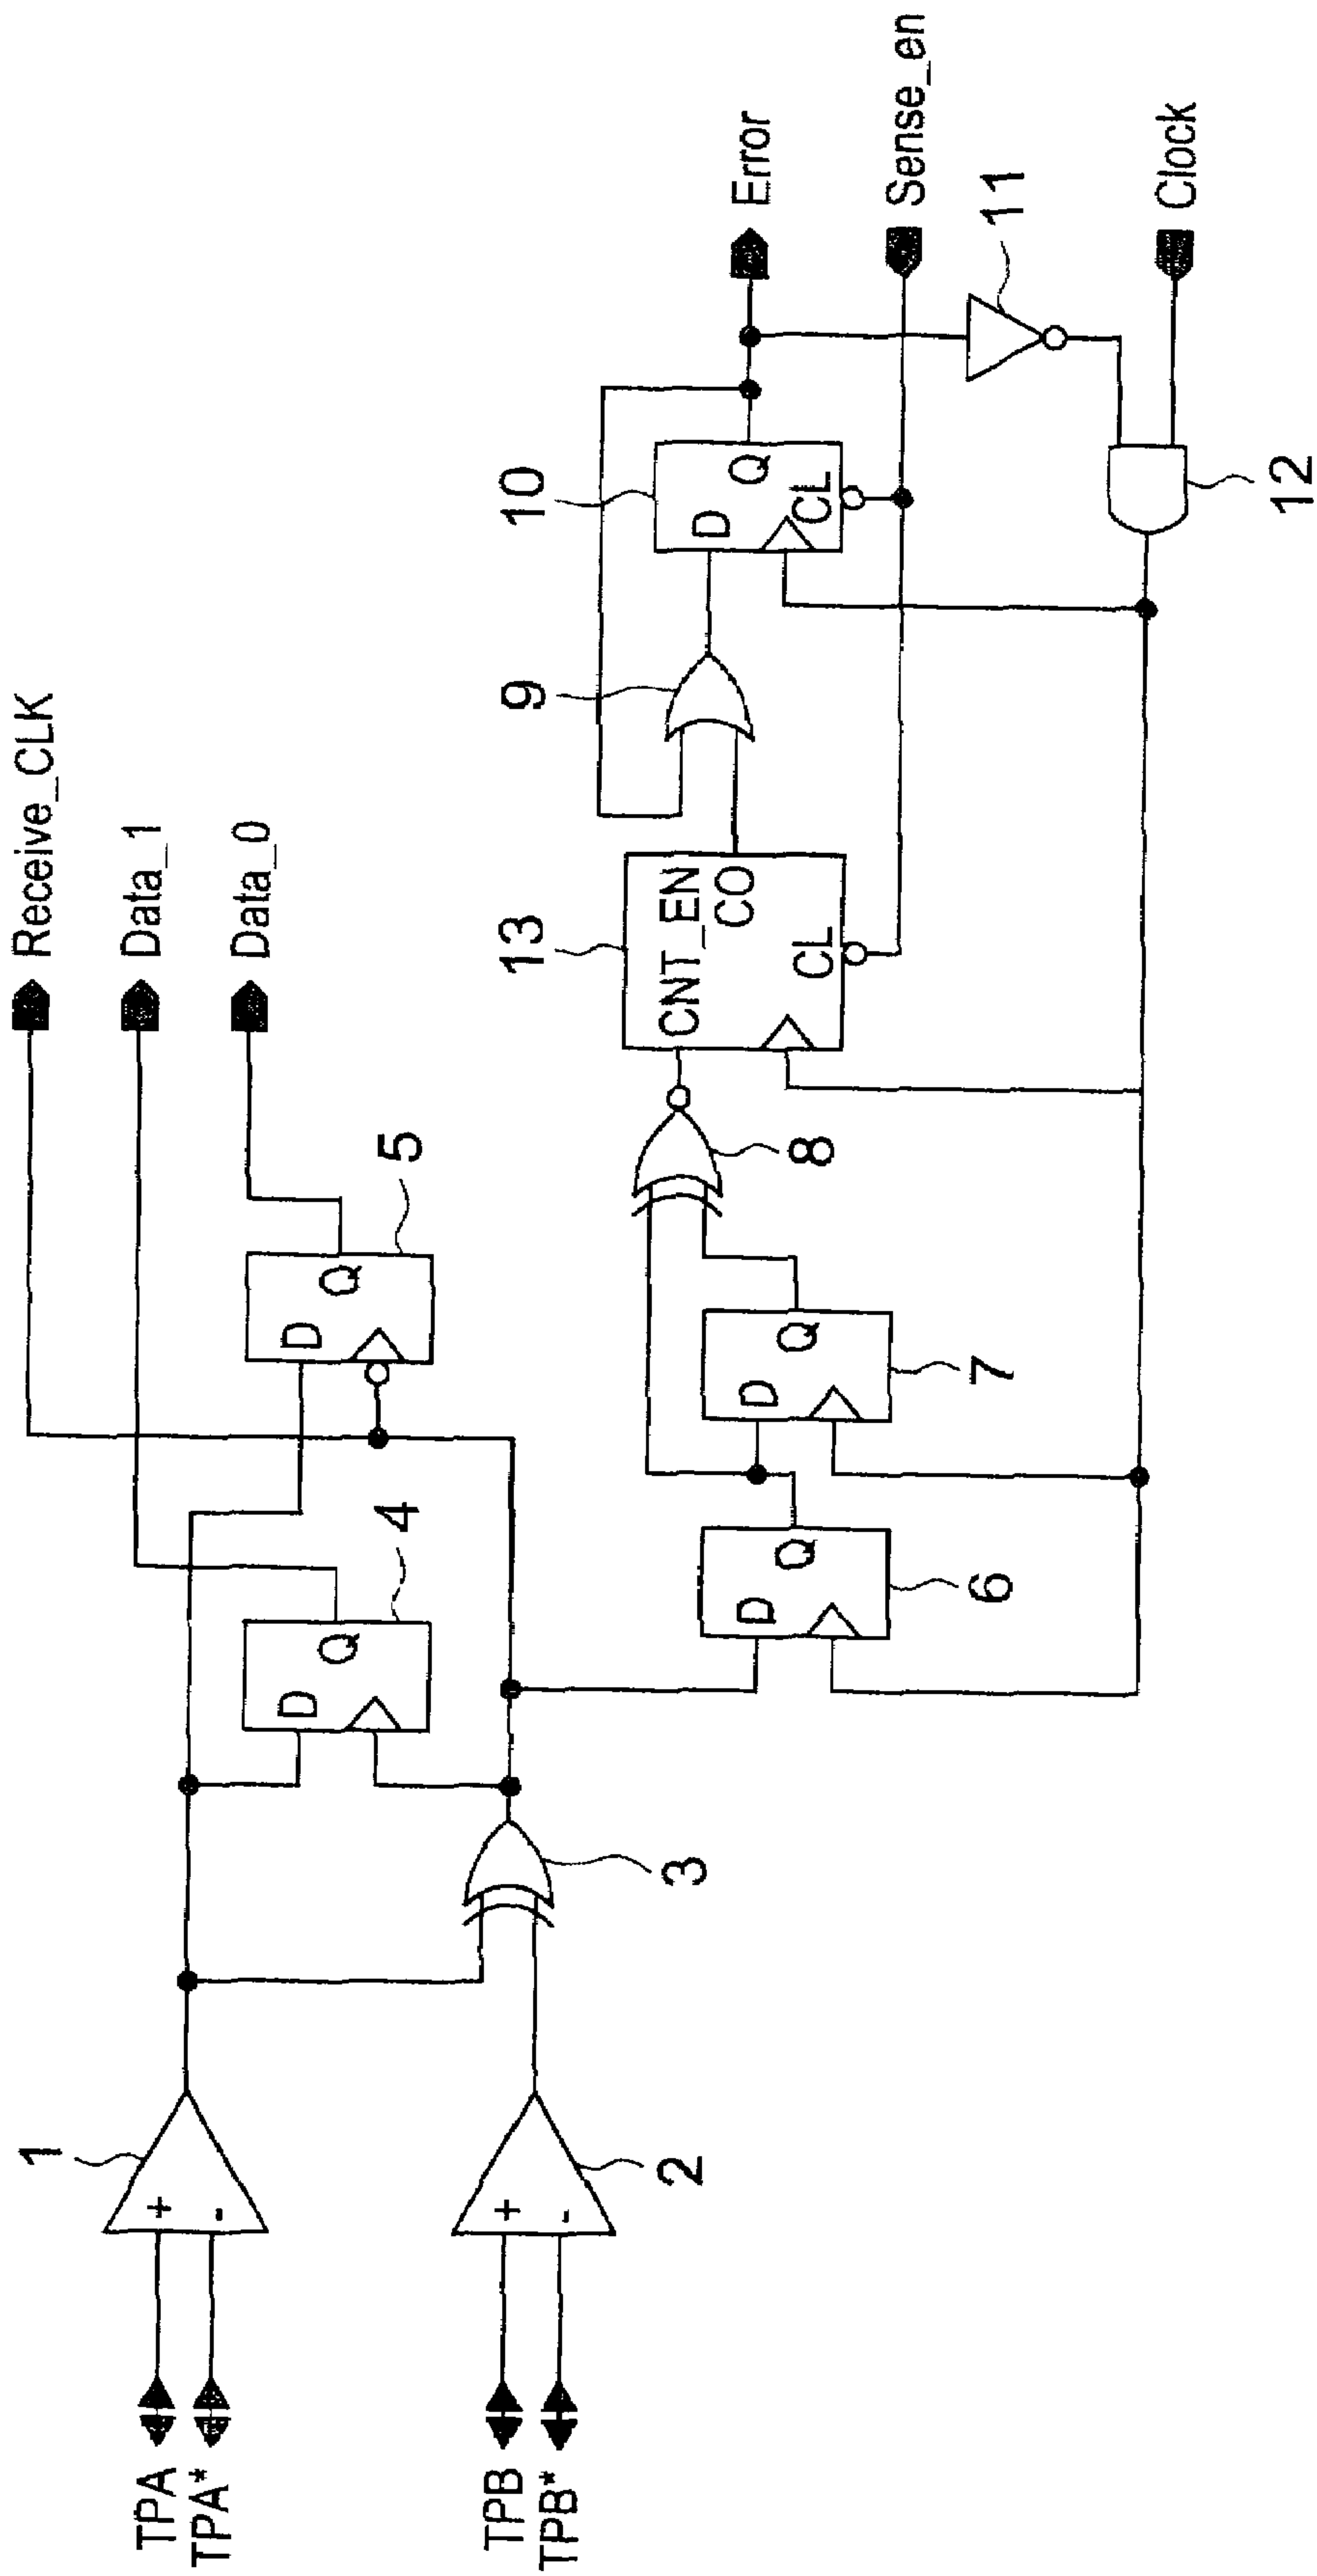 Receive_CLK
Data_1
Data_0
1
TPA
TPA*
+
-
D
Q
4
D
Q
5
TPB
TPB*
+
-
2
3
D
Q
6
D
Q
7
8
13
CNT_EN
CO
CL
9
10
D
Q
CL
Error
Sense_en
11
12
Clock